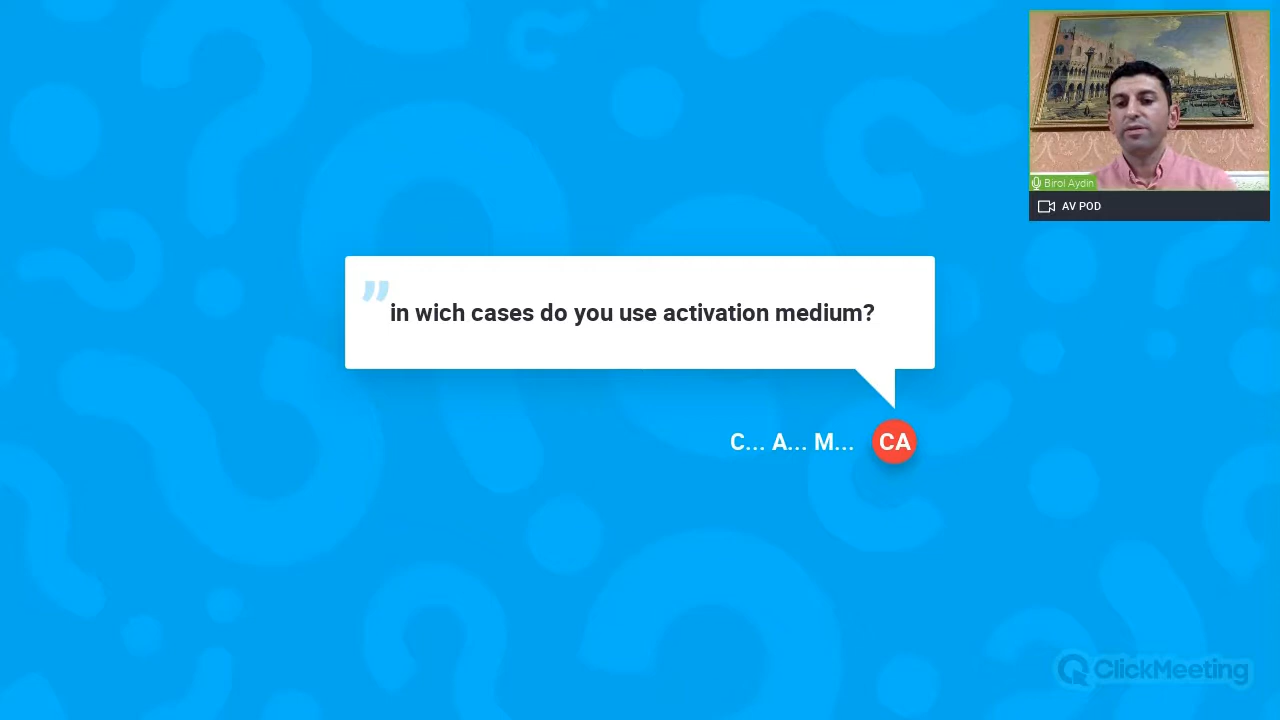 Birol Aydin
AV POD
in wich cases do you use activation medium?
C... A... M...
CA
ClickMeeting